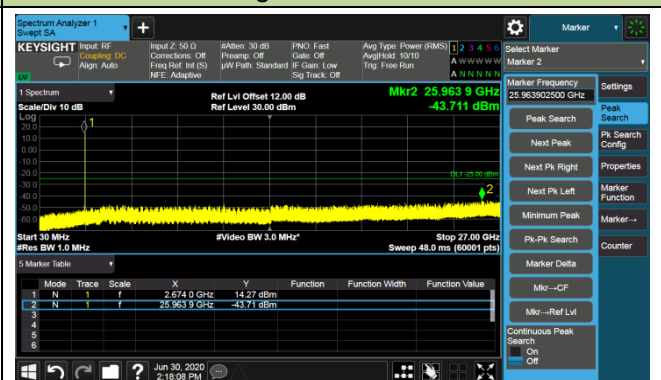 Spectrum Analyzer 1
Swept SA
Marker
KEYSIGHT
Input: RF
Coupling: DC
Align: Auto
Input Z: 50 Ω
Corrections: Off
Freq Ref: Int (S)
NFE: Adaptive
#Atten: 30 dB
Preamp: Off
µW Path: Standard
PNO: Fast
Gate: Off
IF Gain: Low
Sig Track: Off
Avg Type: Power (RMS)
Avg|Hold: 10/10
Trig: Free Run
1 2 3 4 5 6
A W W W W W
A N N N N N
LW
Select Marker
Marker 2
1 Spectrum
Scale/Div 10 dB
Ref Lvl Offset 12.00 dB
Ref Level 30.00 dBm
Mkr2 25.963 9 GHz
-43.711 dBm
Log
20.0
10.0
0.00
-10.0
-20.0
-30.0
-40.0
-50.0
-60.0
1
DL1 -25.00 dBm
2
Start 30 MHz
#Res BW 1.0 MHz
#Video BW 3.0 MHz*
Stop 27.00 GHz
Sweep 48.0 ms (60001 pts)
5 Marker Table
Mode Trace Scale X Y Function Function Width Function Value
1 N 1 f 2.674 0 GHz 14.27 dBm
2 N 1 f 25.963 9 GHz -43.71 dBm
3
4
5
6
Jun 30, 2020
2:18:08 PM
Marker Frequency
25.963902500 GHz
Peak Search
Next Peak
Next Pk Right
Next Pk Left
Minimum Peak
Pk-Pk Search
Marker Delta
Mkr→CF
Mkr→Ref Lvl
Continuous Peak
Search
On
Off
Settings
Peak
Search
Pk Search
Config
Properties
Marker
Function
Marker→
Counter